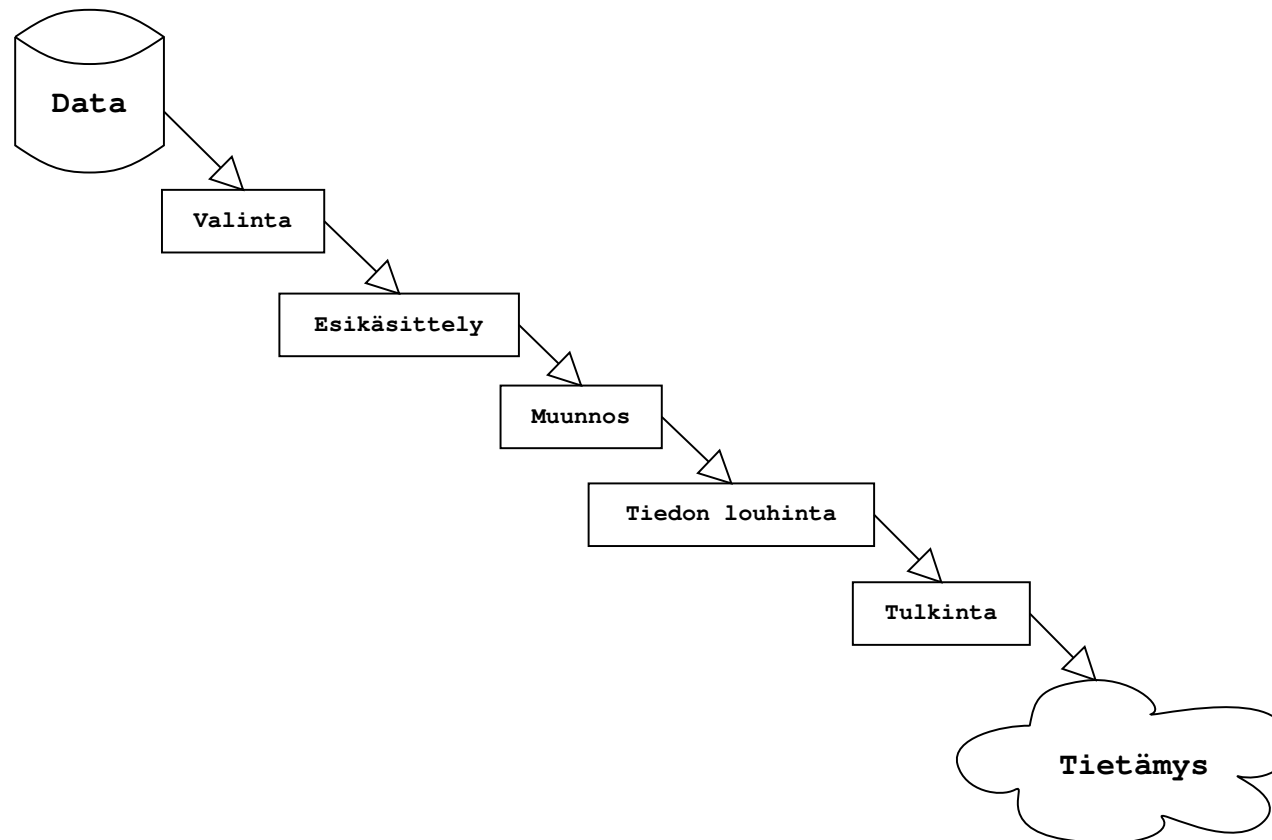 Data
Valinta
Esikäsittely
Muunnos
Tiedon louhinta
Tulkinta
Tietämys